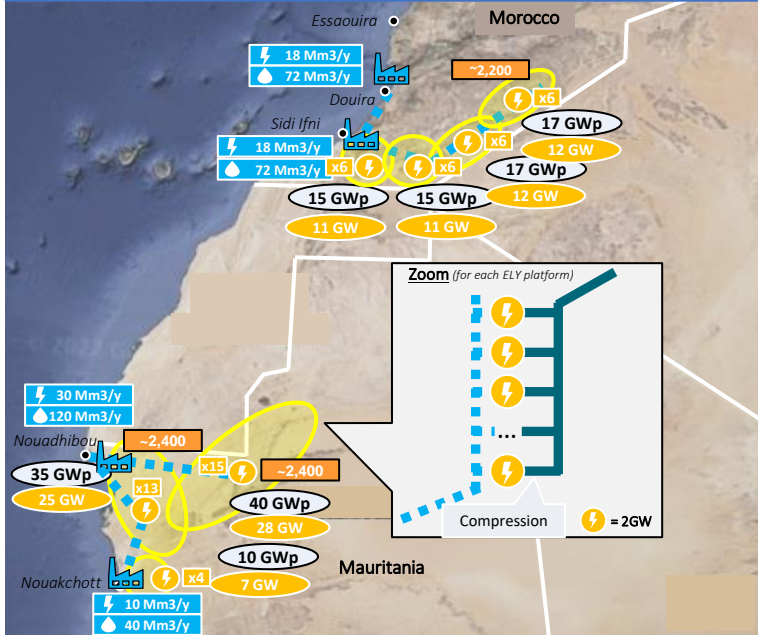 Essaouira
Morocco
18 Mm3/y
72 Mm3/y
~2,200
Douira
x6
Sidi Ifni
17 GWp
12 GW
18 Mm3/y
72 Mm3/y
x6
x6
x6
17 GWp
12 GW
15 GWp
11 GW
15 GWp
11 GW
Zoom (for each ELY platform)
...
Compression
= 2GW
30 Mm3/y
120 Mm3/y
Nouadhibou
~2,400
35 GWp
25 GW
x15
~2,400
x13
40 GWp
28 GW
10 GWp
7 GW
Mauritania
Nouakchott
x4
10 Mm3/y
40 Mm3/y